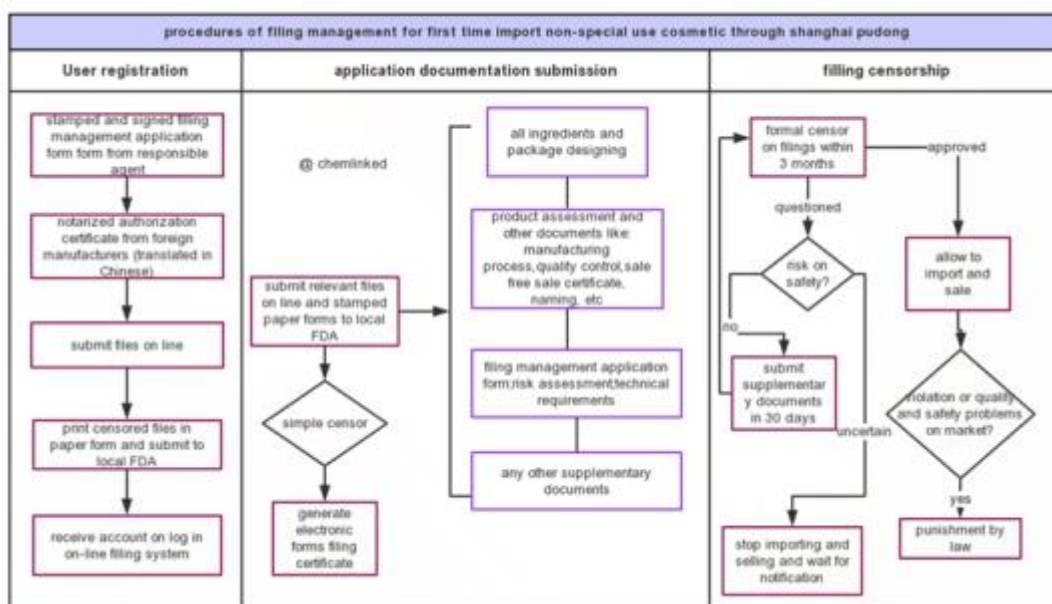 procedures of filing management for first time import non-special use cosmetic through shanghai pudong
User registration
application documentation submission
filling censorship
stamped and signed filling
management application
form form from responsible
agent
notarized authorization
certificate from foreign
manufacturers (translated in
Chinese)
submit files on line
print censored files in
paper form and submit to
local FDA
receive account on log in
on-line filling system
@ chemlinked
submit relevant files
on line and stamped
paper forms to local
FDA
simple censor
generate
electronic
forms filing
certificate
all ingredients and
package designing
product assessment and
other documents like:
manufacturing
process,quality control,sale
free sale certificate,
naming, etc
filing management application
form;risk assessment;technical
requirements
any other supplementary
documents
formal censor
on filings within
3 months
approved
questioned
risk on
safety?
no
submit
supplementar
y documents
in 30 days
uncertain
stop importing and
selling and wait for
notification
allow to
import and
sale
violation or quality
and safety problems
on market?
yes
punishment by
law